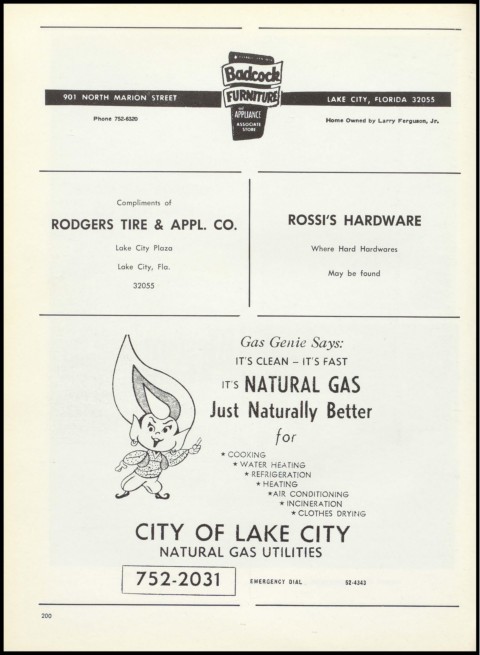 Badcock
FURNITURE
APPLIANCE
ASSOCIATE
STORE
901 NORTH MARION STREET
LAKE CITY, FLORIDA 32055
Phone 752-6320
Home Owned by Larry Ferguson, Jr.
Compliments of
RODGERS TIRE & APPL. CO.
Lake City Plaza
Lake City, Fla.
32055
ROSSI'S HARDWARE
Where Hard Hardwares
May be found
Gas Genie Says:
IT'S CLEAN – IT'S FAST
IT'S NATURAL GAS
Just Naturally Better
for
★ COOKING
★ WATER HEATING
★ REFRIGERATION
★ HEATING
★ AIR CONDITIONING
★ INCINERATION
★ CLOTHES DRYING
CITY OF LAKE CITY
NATURAL GAS UTILITIES
752-2031
EMERGENCY DIAL 52-4343
200